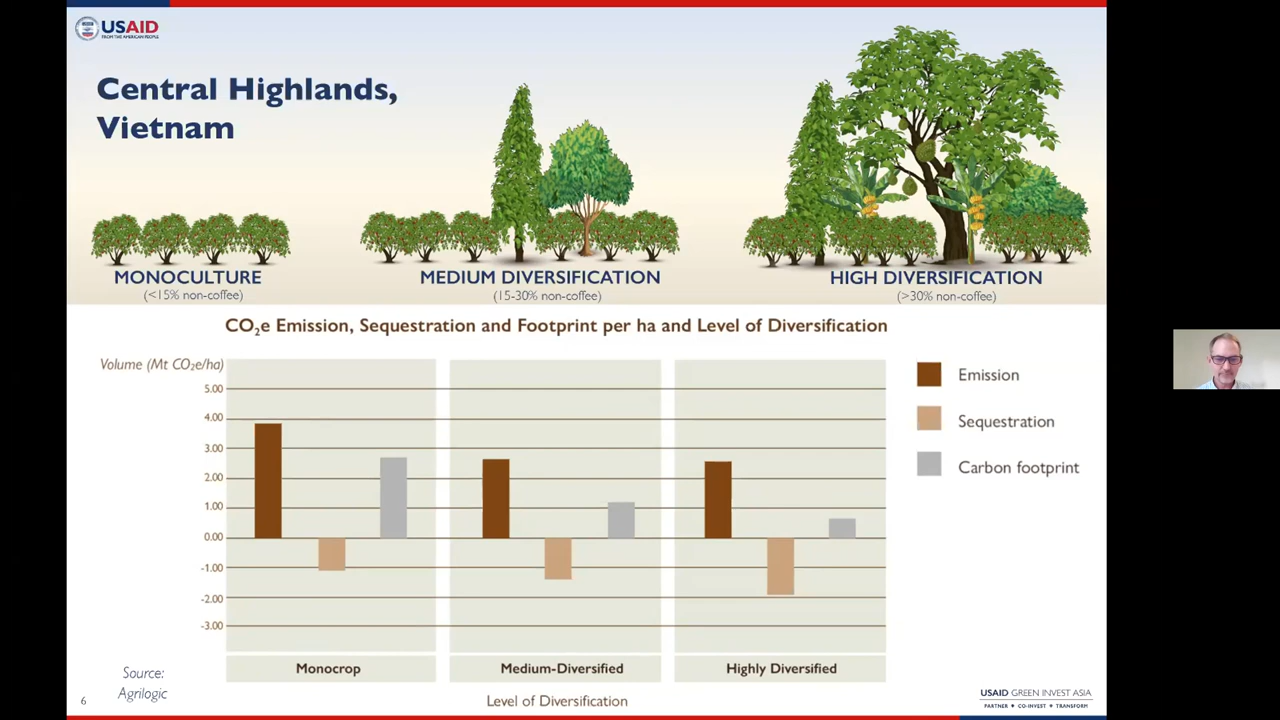 USAID
FROM THE AMERICAN PEOPLE
Central Highlands,
Vietnam
MONOCULTURE
(<15% non-coffee)
MEDIUM DIVERSIFICATION
(15-30% non-coffee)
HIGH DIVERSIFICATION
(>30% non-coffee)
CO₂e Emission, Sequestration and Footprint per ha and Level of Diversification
Volume (Mt CO₂e/ha)
5.00
4.00
3.00
2.00
1.00
0.00
-1.00
-2.00
-3.00
Emission
Sequestration
Carbon footprint
Monocrop
Medium-Diversified
Highly Diversified
Level of Diversification
Source:
Agrilogic
6
USAID GREEN INVEST ASIA
PARTNER • CO-INVEST • TRANSFORM